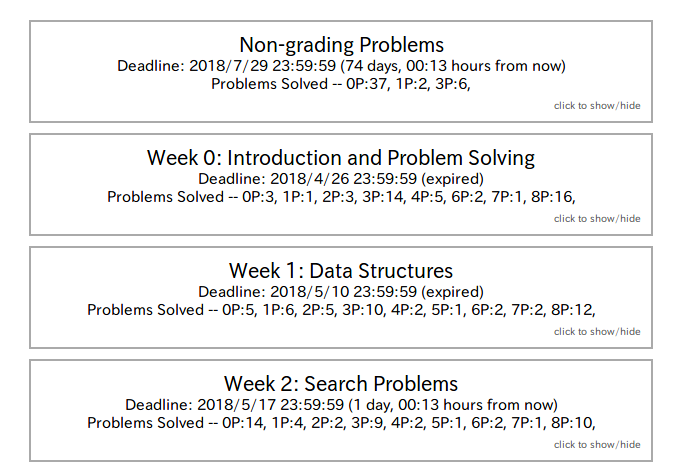 Non-grading Problems
Deadline: 2018/7/29 23:59:59 (74 days, 00:13 hours from now)
Problems Solved -- 0P:37, 1P:2, 3P:6,
click to show/hide
Week 0: Introduction and Problem Solving
Deadline: 2018/4/26 23:59:59 (expired)
Problems Solved -- 0P:3, 1P:1, 2P:3, 3P:14, 4P:5, 6P:2, 7P:1, 8P:16,
click to show/hide
Week 1: Data Structures
Deadline: 2018/5/10 23:59:59 (expired)
Problems Solved -- 0P:5, 1P:6, 2P:5, 3P:10, 4P:2, 5P:1, 6P:2, 7P:2, 8P:12,
click to show/hide
Week 2: Search Problems
Deadline: 2018/5/17 23:59:59 (1 day, 00:13 hours from now)
Problems Solved -- 0P:14, 1P:4, 2P:2, 3P:9, 4P:2, 5P:1, 6P:2, 7P:1, 8P:10,
click to show/hide